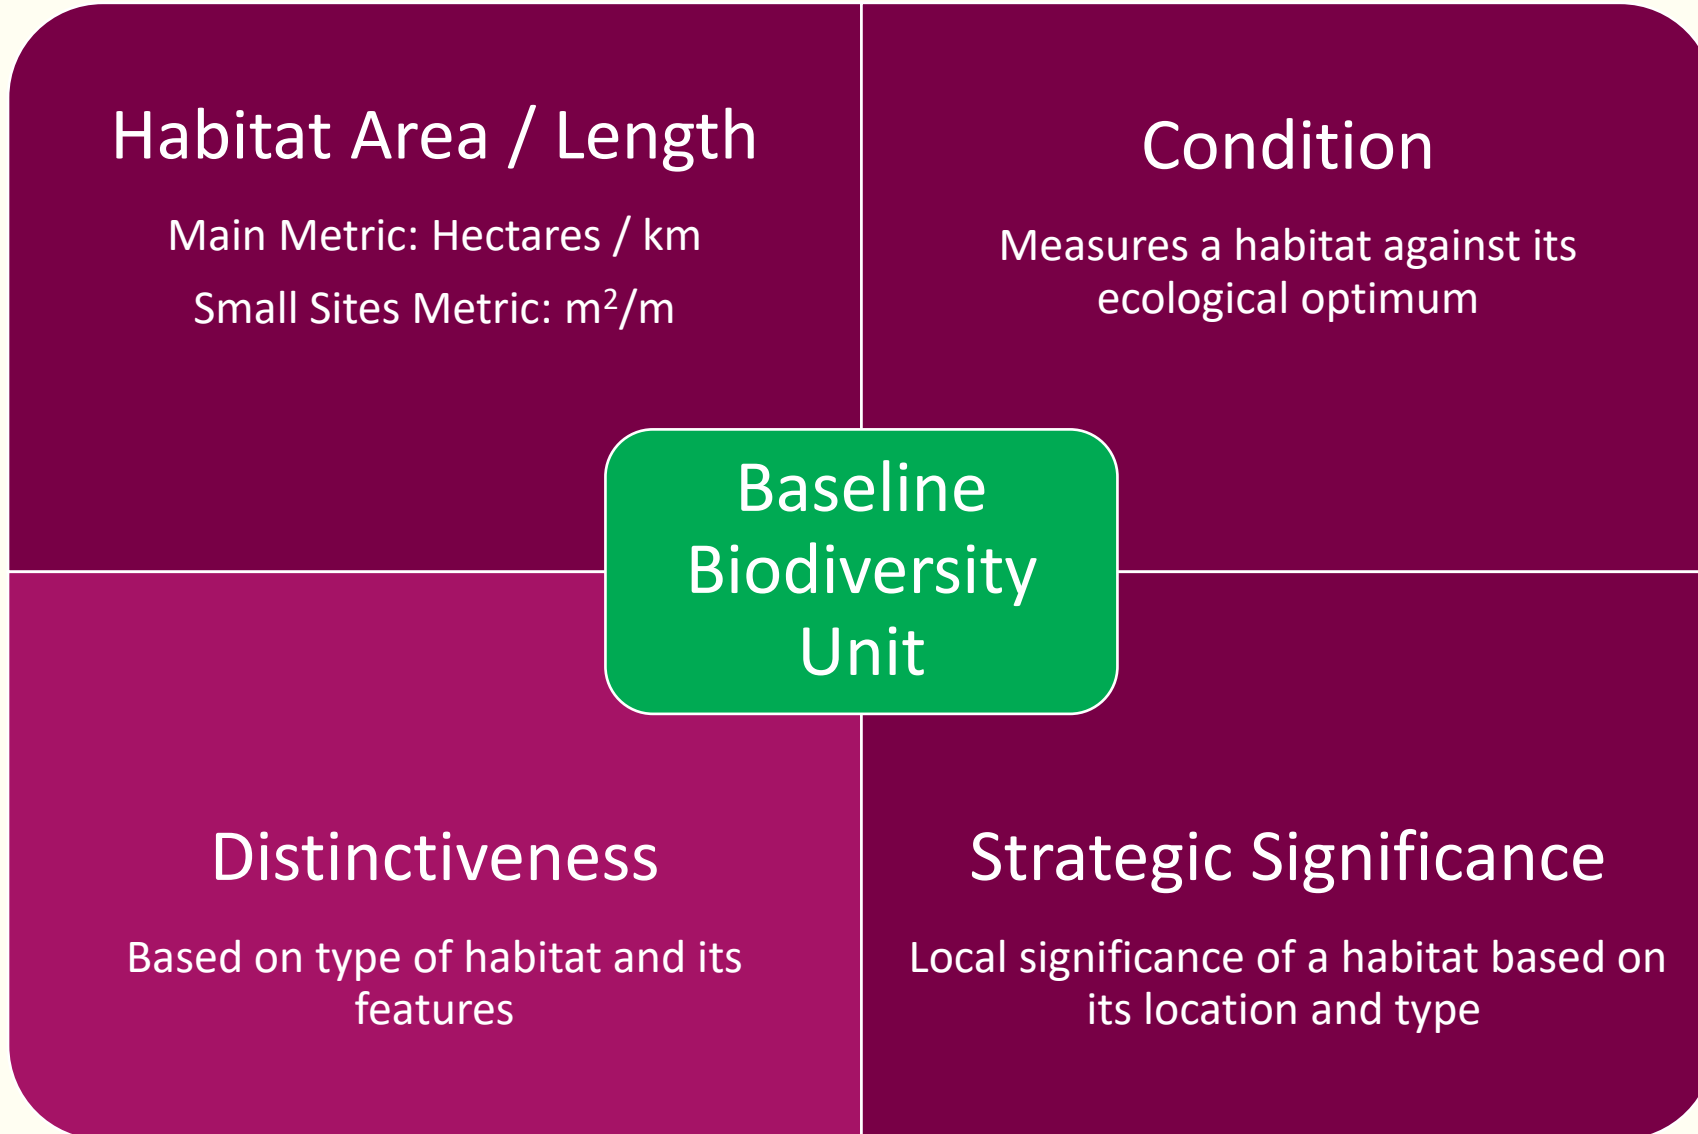 Habitat Area / Length
Main Metric: Hectares / km
Small Sites Metric: m²/m
Condition
Measures a habitat against its
ecological optimum
Baseline
Biodiversity
Unit
Distinctiveness
Based on type of habitat and its
features
Strategic Significance
Local significance of a habitat based on
its location and type